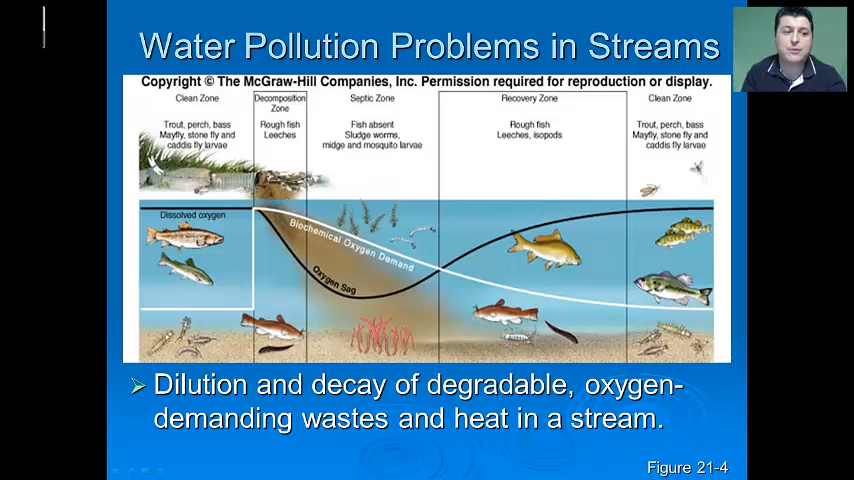 Water Pollution Problems in Streams
Copyright © The McGraw-Hill Companies, Inc. Permission required for reproduction or display.
Clean Zone
Trout, perch, bass
Mayfly, stone fly and
caddis fly larvae
Decomposition
Zone
Rough fish
Leeches
Septic Zone
Fish absent
Sludge worms,
midge and mosquito larvae
Recovery Zone
Rough fish
Leeches, isopods
Clean Zone
Trout, perch, bass
Mayfly, stone fly and
caddis fly larvae
Dissolved oxygen
Biochemical Oxygen Demand
Oxygen Sag
Dilution and decay of degradable, oxygen-
demanding wastes and heat in a stream.
Figure 21-4